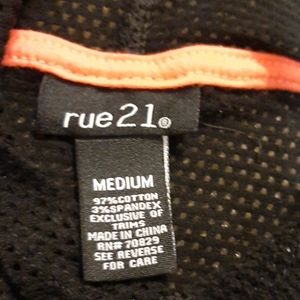 rue21®
MEDIUM
97%COTTON
3%SPANDEX
EXCLUSIVE OF
TRIMS
MADE IN CHINA
RN# 70829
SEE REVERSE
FOR CARE